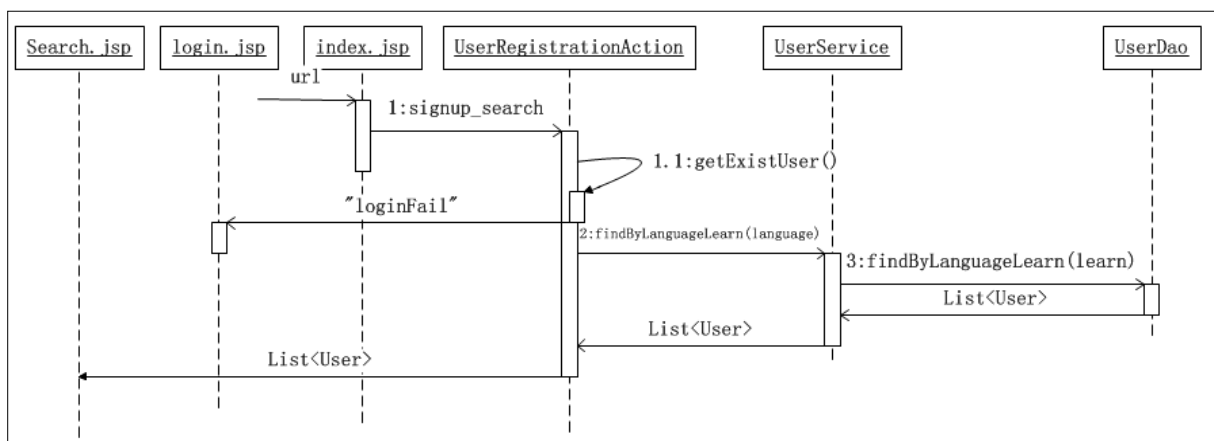 Search.jsp
login.jsp
index.jsp
UserRegistrationAction
UserService
UserDao
url
1:signup_search
1.1:getExistUser()
"loginFail"
2:findByLanguageLearn(language)
3:findByLanguageLearn(learn)
List<User>
List<User>
List<User>